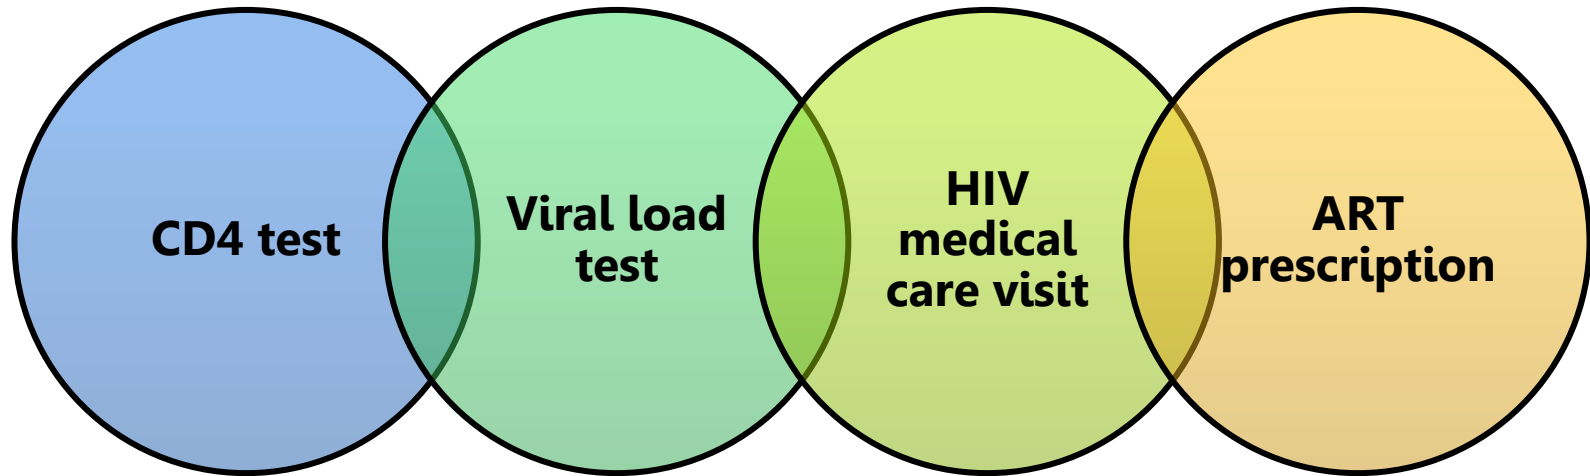 CD4 test
Viral load
test
HIV
medical
care visit
ART
prescription